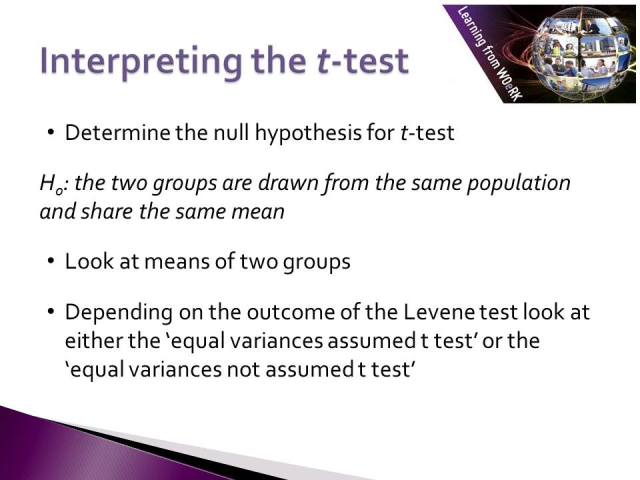 Learning from WOeRK
Interpreting the t-test
• Determine the null hypothesis for t-test
H₀: the two groups are drawn from the same population
and share the same mean
• Look at means of two groups
• Depending on the outcome of the Levene test look at
either the ‘equal variances assumed t test’ or the
‘equal variances not assumed t test’